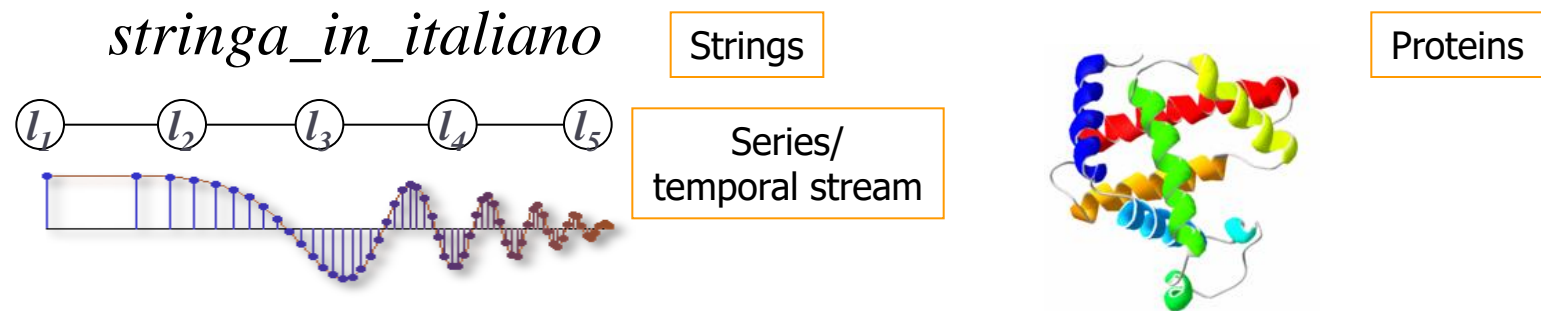 stringa_in_italiano
Strings
Proteins
l1 l2 l3 l4 l5
Series/
temporal stream